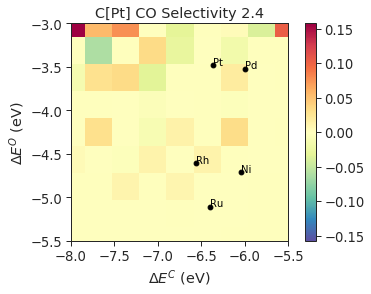 C[Pt] CO Selectivity 2.4
−3.0
−3.5
−4.0
−4.5
−5.0
−5.5
ΔE^O (eV)
Pt
Pd
Rh
Ni
Ru
−8.0 −7.5 −7.0 −6.5 −6.0 −5.5
ΔE^C (eV)
0.15
0.10
0.05
0.00
−0.05
−0.10
−0.15